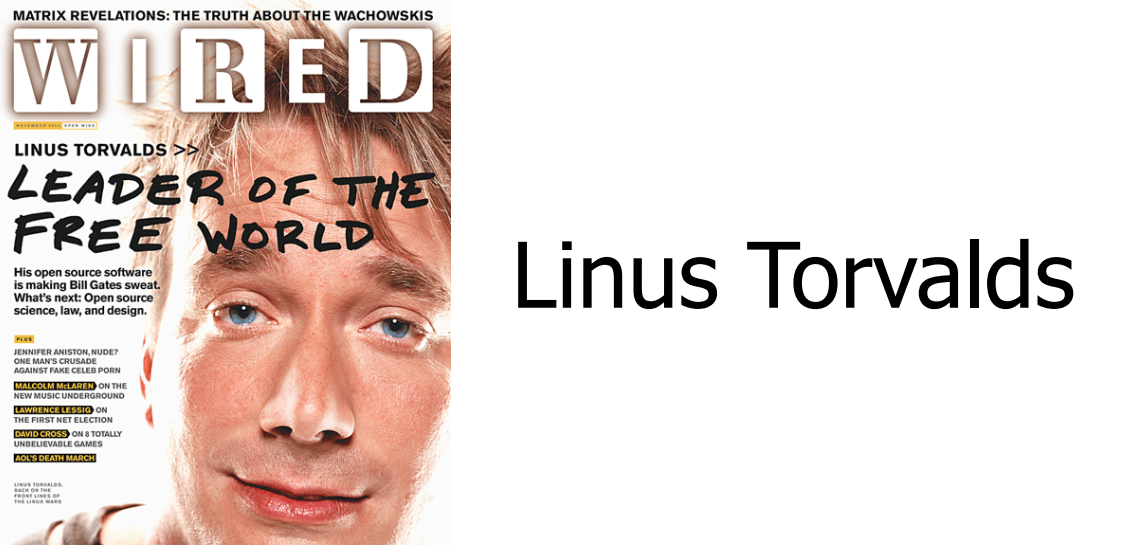 MATRIX REVELATIONS: THE TRUTH ABOUT THE WACHOWSKIS
WIRED
NOVEMBER 2003 OPEN WIDE
LINUS TORVALDS >>
LEADER OF THE
FREE WORLD
His open source software
is making Bill Gates sweat.
What's next: Open source
science, law, and design.
PLUS
JENNIFER ANISTON, NUDE?
ONE MAN'S CRUSADE
AGAINST FAKE CELEB PORN
MALCOLM McLAREN ON THE
NEW MUSIC UNDERGROUND
LAWRENCE LESSIG ON
THE FIRST NET ELECTION
DAVID CROSS ON 8 TOTALLY
UNBELIEVABLE GAMES
AOL'S DEATH MARCH
LINUS TORVALDS,
BACK ON THE
FRONT LINES OF
THE LINUX WARS
Linus Torvalds